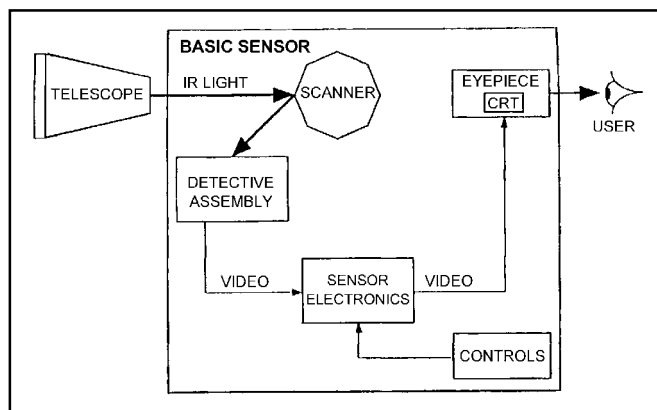 BASIC SENSOR
TELESCOPE
IR LIGHT
SCANNER
EYEPIECE
CRT
USER
DETECTIVE
ASSEMBLY
VIDEO
SENSOR
ELECTRONICS
VIDEO
CONTROLS